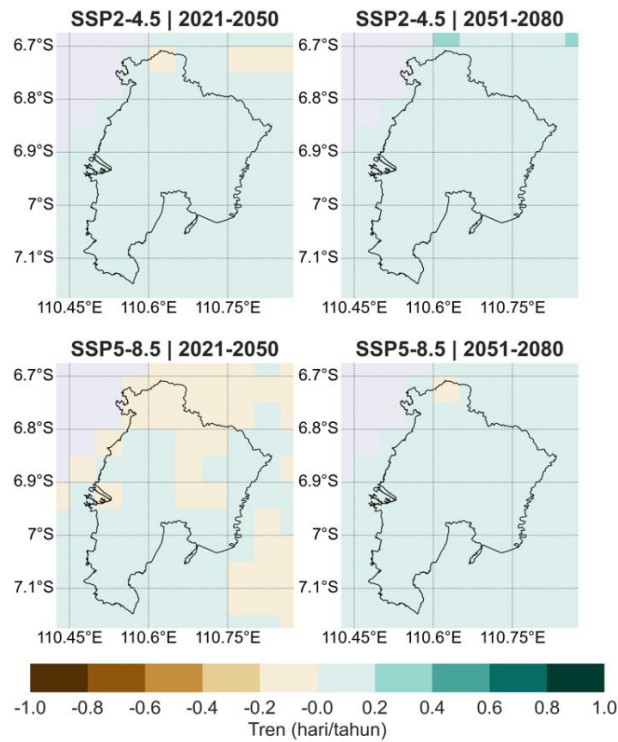 SSP2-4.5 | 2021-2050
SSP2-4.5 | 2051-2080
6.7°S
6.8°S
6.9°S
7°S
7.1°S
110.45°E 110.6°E 110.75°E
6.7°S
6.8°S
6.9°S
7°S
7.1°S
110.45°E 110.6°E 110.75°E
SSP5-8.5 | 2021-2050
SSP5-8.5 | 2051-2080
6.7°S
6.8°S
6.9°S
7°S
7.1°S
110.45°E 110.6°E 110.75°E
6.7°S
6.8°S
6.9°S
7°S
7.1°S
110.45°E 110.6°E 110.75°E
-1.0 -0.8 -0.6 -0.4 -0.2 -0.0 0.2 0.4 0.6 0.8 1.0
Tren (hari/tahun)